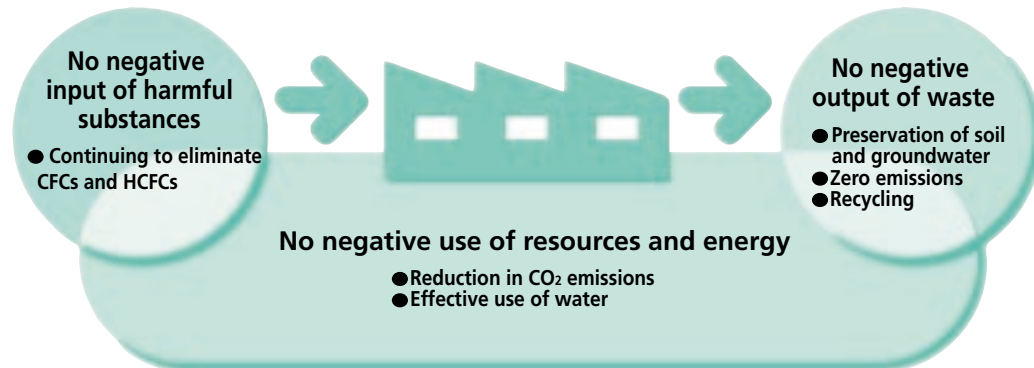 No negative
input of harmful
substances
● Continuing to eliminate
CFCs and HCFCs
No negative
output of waste
●Preservation of soil
and groundwater
●Zero emissions
●Recycling
No negative use of resources and energy
●Reduction in CO₂ emissions
●Effective use of water